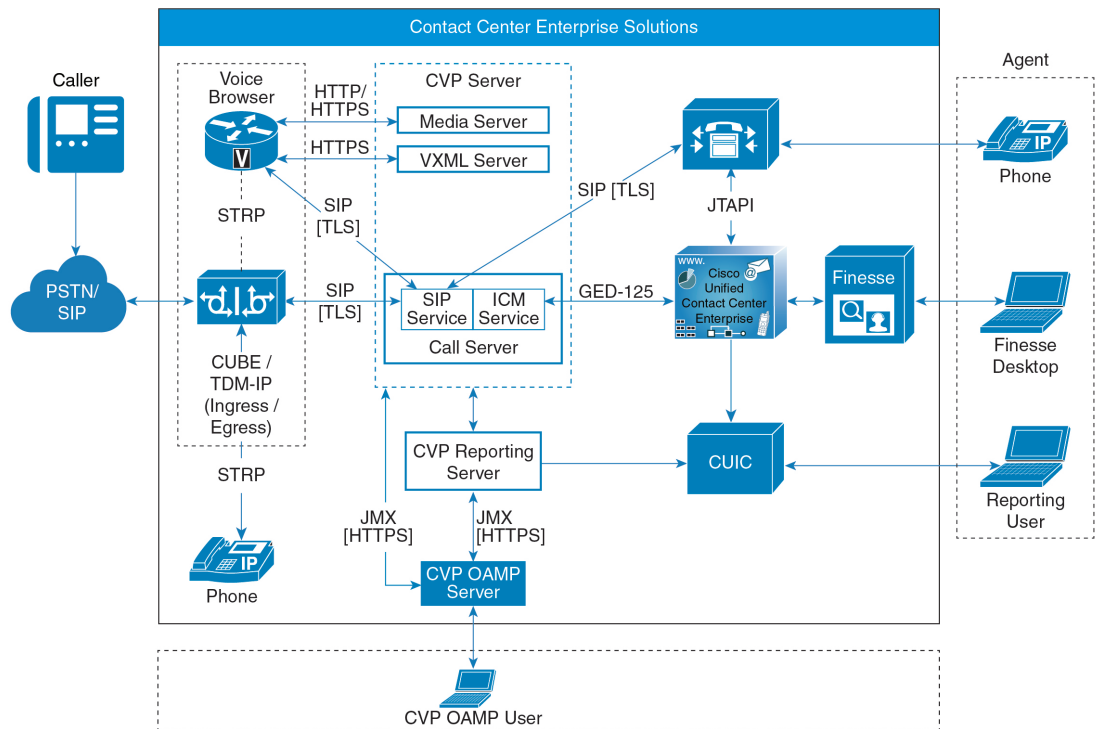 Contact Center Enterprise Solutions
Caller
Voice
Browser
HTTP/
HTTPS
CVP Server
Media Server
Agent
V
HTTPS
VXML Server
IP
Phone
STRP
SIP
[TLS]
SIP [TLS]
JTAPI
PSTN/
SIP
SIP
[TLS]
SIP
Service
ICM
Service
Call Server
GED-125
www.
@
Cisco
Unified
Contact Center
Enterprise
Finesse
Finesse
Desktop
CUBE /
TDM-IP
(Ingress /
Egress)
STRP
CVP Reporting
Server
CUIC
Reporting
User
JMX
[HTTPS]
JMX
[HTTPS]
IP
Phone
CVP OAMP
Server
CVP OAMP User